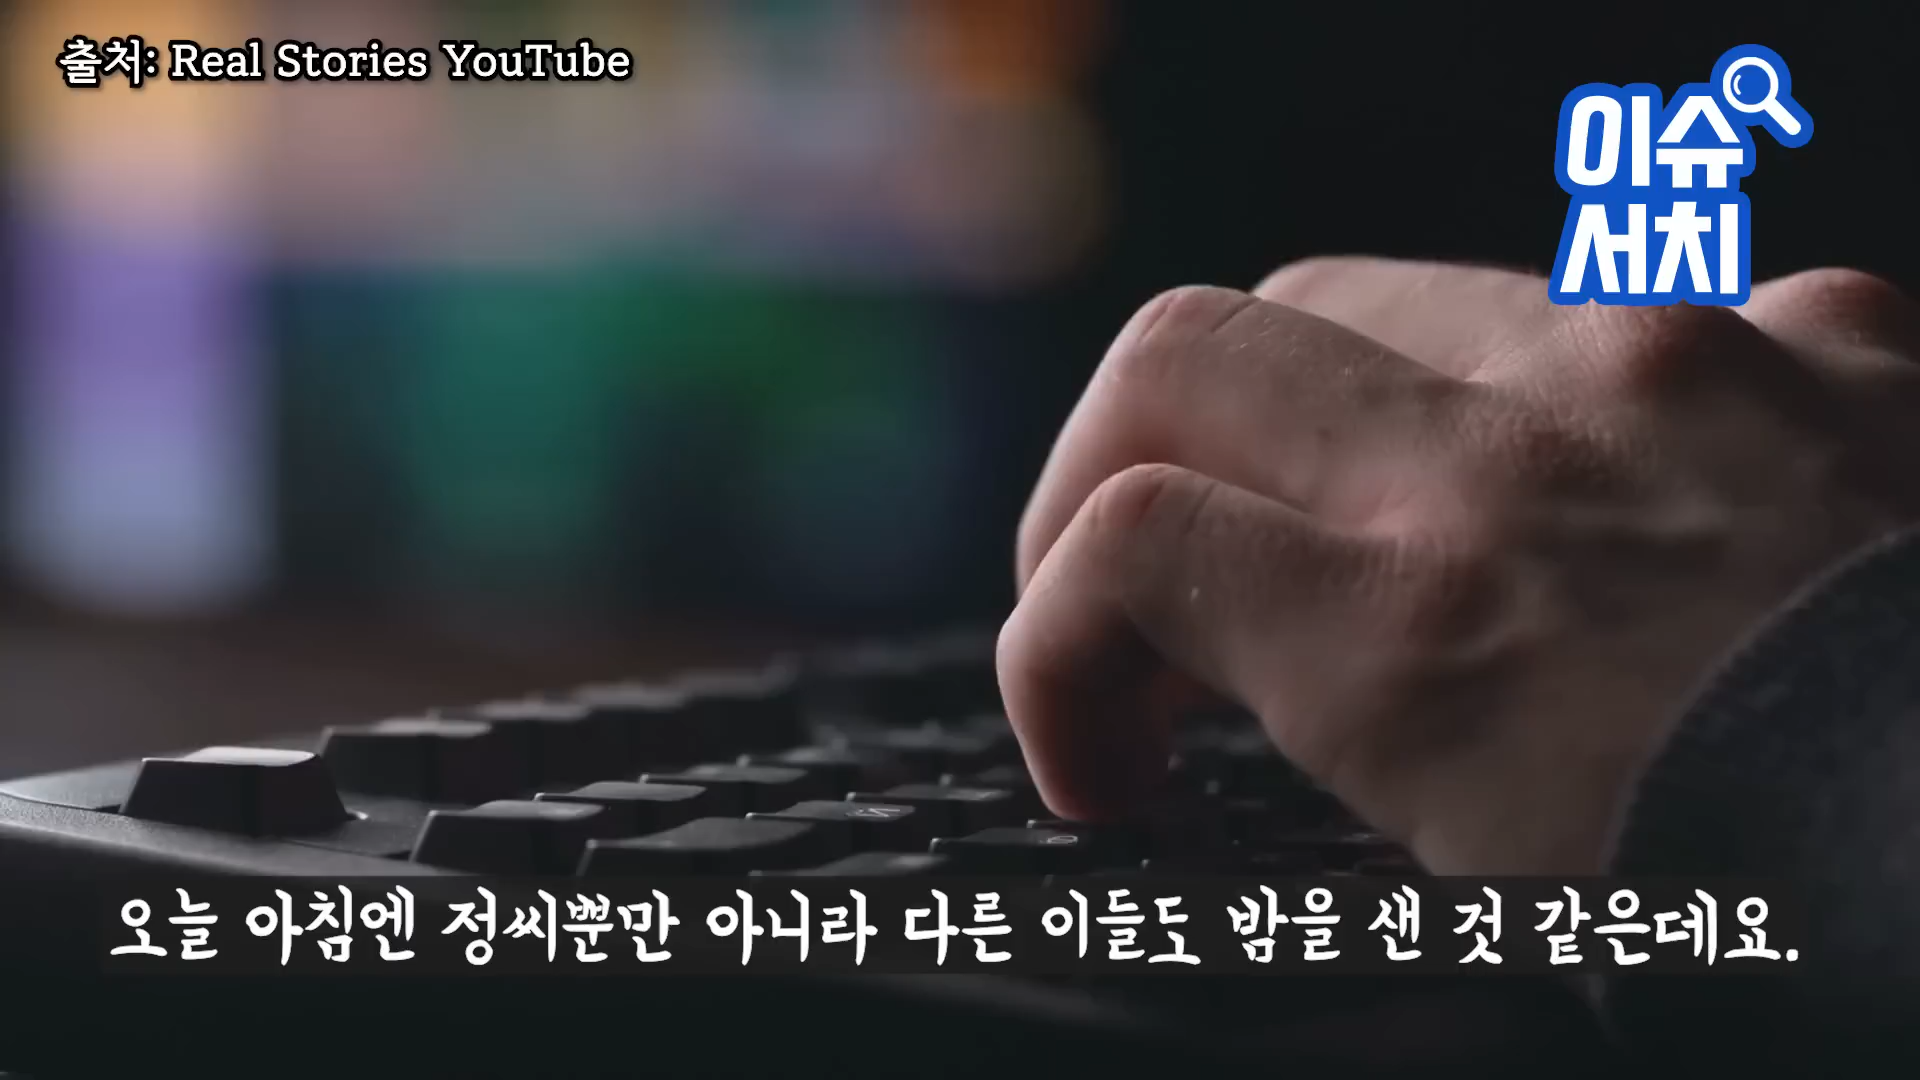 출처: Real Stories YouTube
이슈
서치
오늘 아침엔 정씨뿐만 아니라 다른 이들도 밤을 샌 것 같은데요.